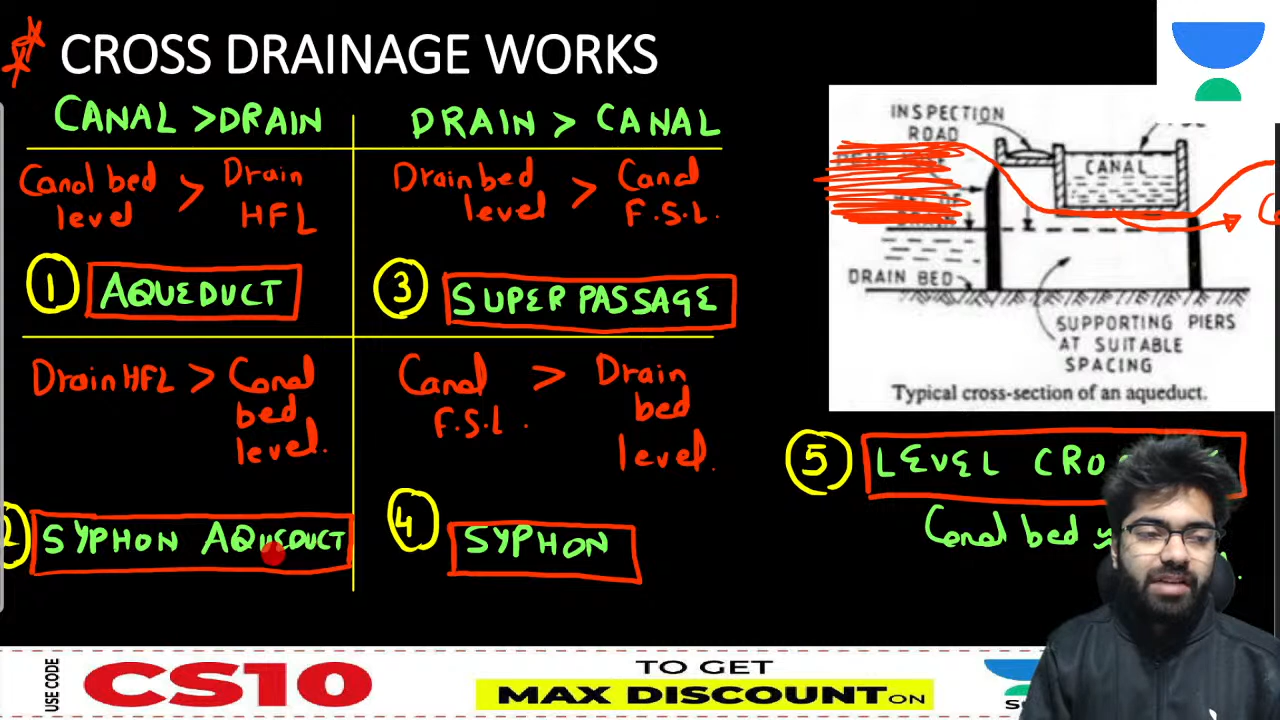 CROSS DRAINAGE WORKS
CANAL > DRAIN
DRAIN > CANAL
Canal bed level > Drain HFL
Drain bed level > Canal F.S.L.
1 AQUEDUCT
3 SUPER PASSAGE
Drain HFL > Canal bed level.
Canal F.S.L. > Drain bed level.
2 SYPHON AQUEDUCT
4 SYPHON
INSPECTION
ROAD
CANAL
DRAIN BED
SUPPORTING PIERS
AT SUITABLE
SPACING
Typical cross-section of an aqueduct.
5 LEVEL CRO
Canal bed
USE CODE
CS10
TO GET
MAX DISCOUNT ON